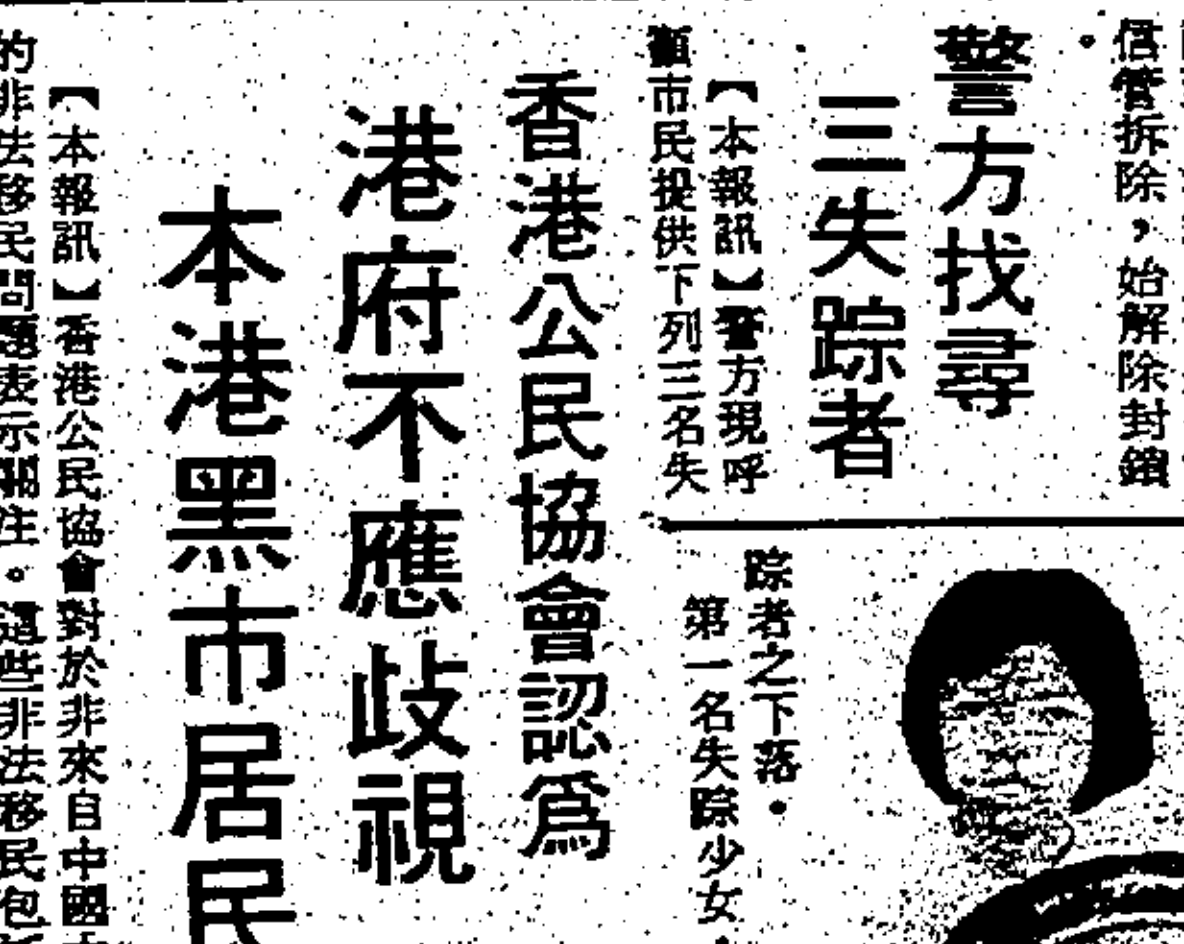 信管拆除，始解除封鎖
。
警方找尋
三失踪者
【本報訊】警方現呼
籲市民提供下列三名失
踪者之下落．
第一名失踪少女．
香港公民協會認爲
港府不應歧視
本港黑市居民
【本報訊】香港公民協會對於非來自中國
的非法移民問題表示關注。這些非法移民包